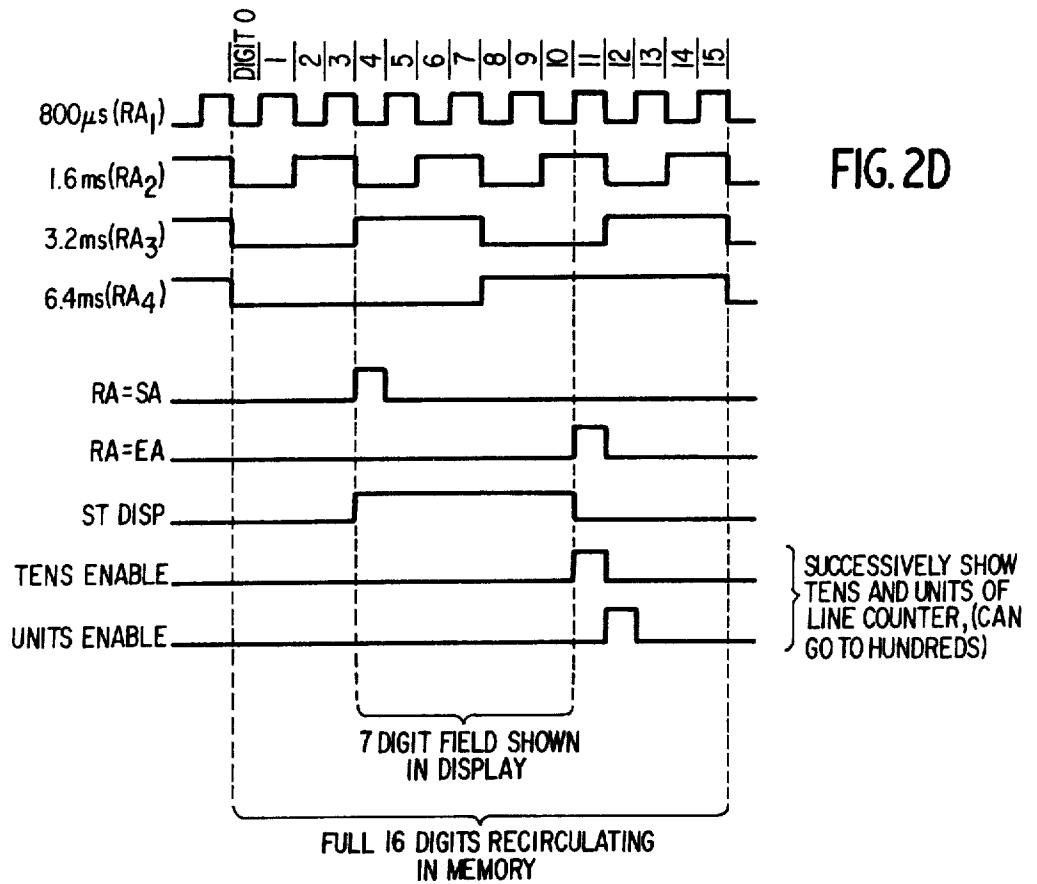 DIGIT 0 1 2 3 4 5 6 7 8 9 10 11 12 13 14 15
800μs(RA₁)
1.6ms(RA₂)
3.2ms(RA₃)
6.4ms(RA₄)
FIG. 2D
RA=SA
RA=EA
ST DISP
TENS ENABLE
UNITS ENABLE
SUCCESSIVELY SHOW
TENS AND UNITS OF
LINE COUNTER, (CAN
GO TO HUNDREDS)
7 DIGIT FIELD SHOWN
IN DISPLAY
FULL 16 DIGITS RECIRCULATING
IN MEMORY